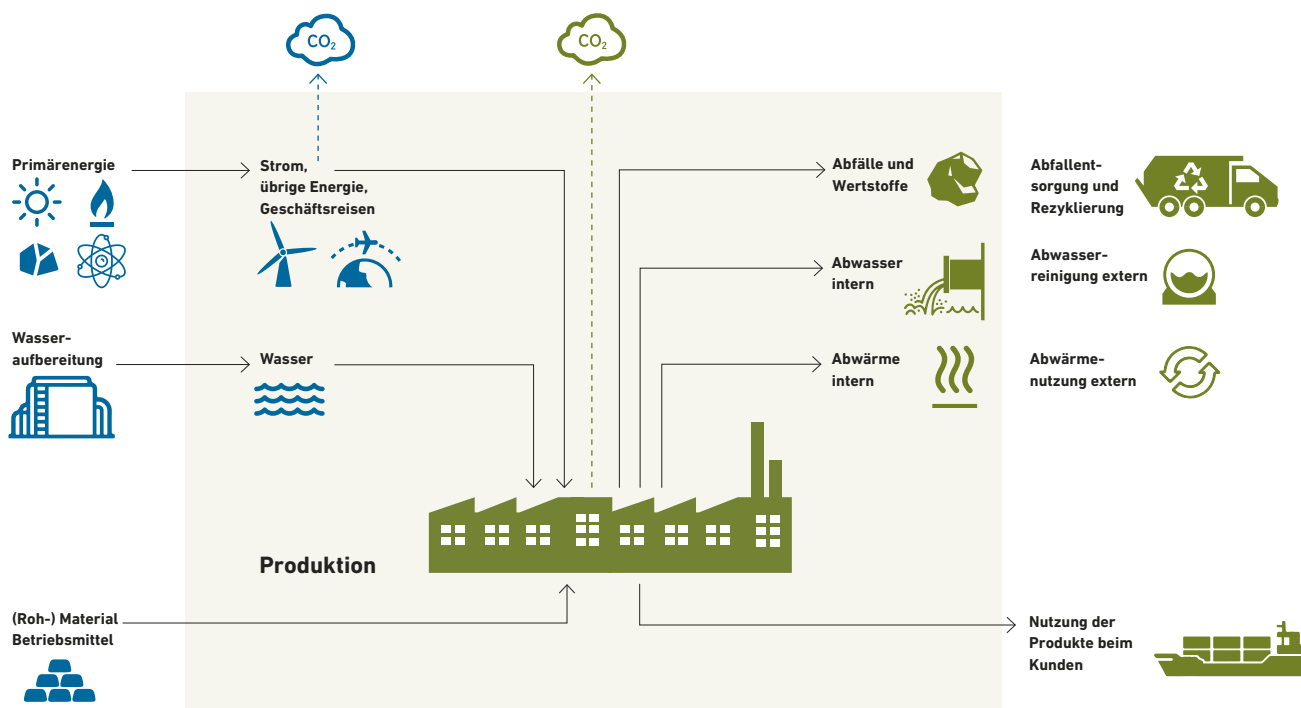 CO₂
CO₂
Primärenergie
Strom,
übrige Energie,
Geschäftsreisen
Abfälle und
Wertstoffe
Abfallent-
sorgung und
Rezyklierung
Abwasser
intern
Abwasser-
reinigung extern
Wasser-
aufbereitung
Wasser
Abwärme
intern
Abwärme-
nutzung extern
Produktion
(Roh-) Material
Betriebsmittel
Nutzung der
Produkte beim
Kunden